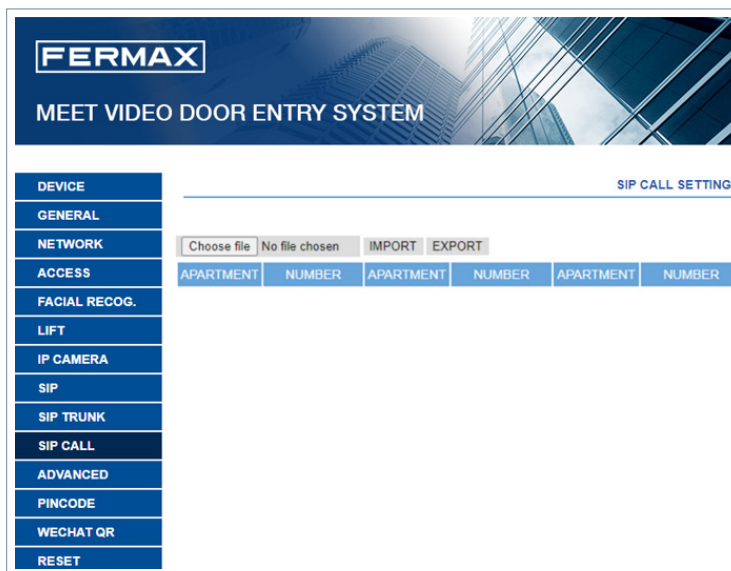 FERMAX
MEET VIDEO DOOR ENTRY SYSTEM
DEVICE
GENERAL
NETWORK
ACCESS
FACIAL RECOG.
LIFT
IP CAMERA
SIP
SIP TRUNK
SIP CALL
ADVANCED
PINCODE
WECHAT QR
RESET
SIP CALL SETTING
Choose file No file chosen IMPORT EXPORT
APARTMENT NUMBER APARTMENT NUMBER APARTMENT NUMBER